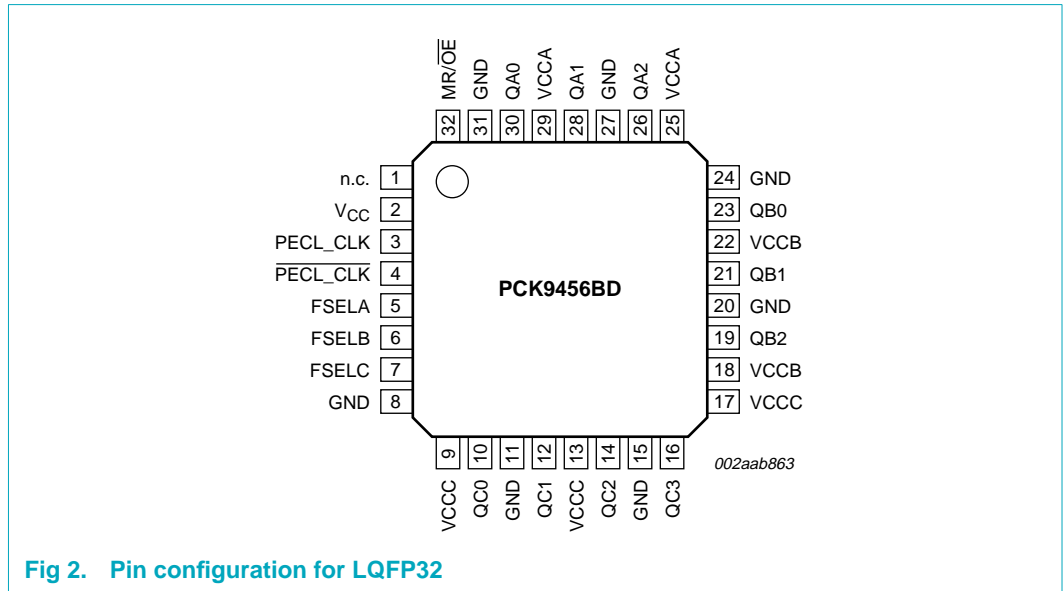 MR/OE
GND
QA0
VCCA
QA1
GND
QA2
VCCA
32
31
30
29
28
27
26
25
n.c. 1
VCC 2
PECL_CLK 3
PECL_CLK 4
FSELA 5
FSELB 6
FSELC 7
GND 8
PCK9456BD
24 GND
23 QB0
22 VCCB
21 QB1
20 GND
19 QB2
18 VCCB
17 VCCC
9
10
11
12
13
14
15
16
VCCC
QC0
GND
QC1
VCCC
QC2
GND
QC3
002aab863
Fig 2. Pin configuration for LQFP32